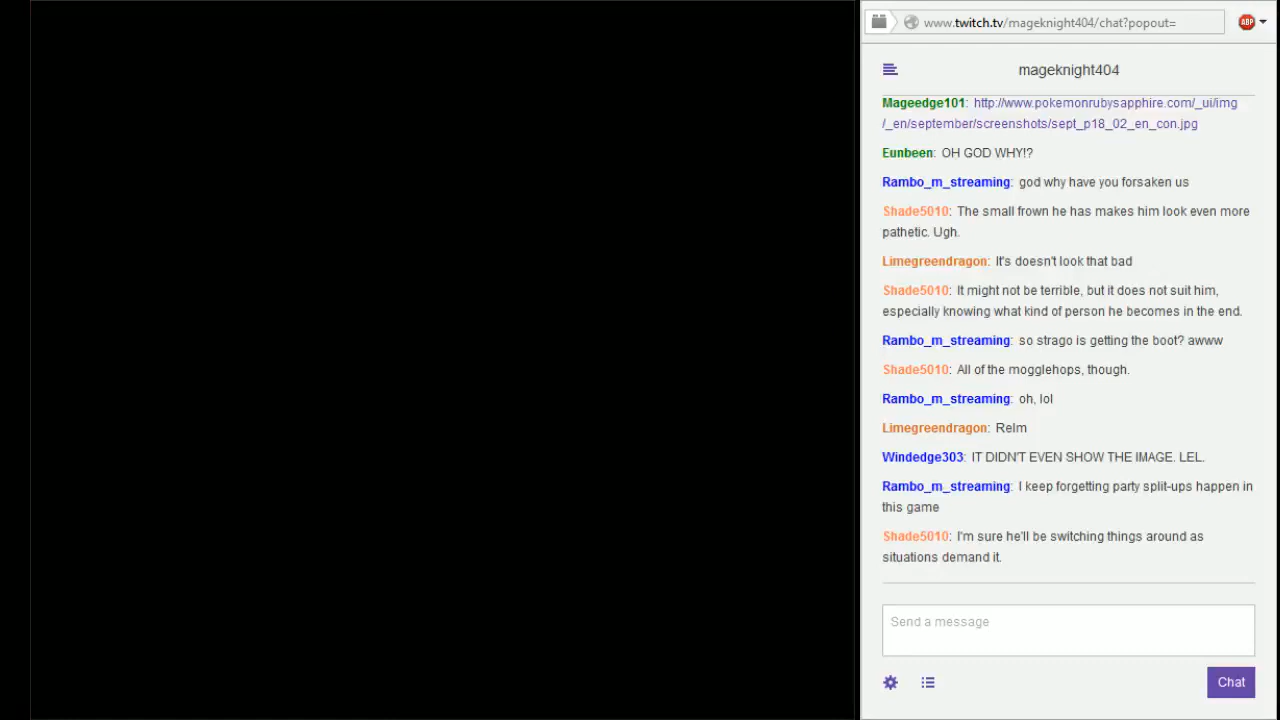 www.twitch.tv/mageknight404/chat?popout=
ABP
mageknight404
Mageedge101: http://www.pokemonrubysapphire.com/_ui/img
/_en/september/screenshots/sept_p18_02_en_con.jpg
Eunbeen: OH GOD WHY!?
Rambo_m_streaming: god why have you forsaken us
Shade5010: The small frown he has makes him look even more
pathetic. Ugh.
Limegreendragon: It's doesn't look that bad
Shade5010: It might not be terrible, but it does not suit him,
especially knowing what kind of person he becomes in the end.
Rambo_m_streaming: so strago is getting the boot? awww
Shade5010: All of the mogglehops, though.
Rambo_m_streaming: oh, lol
Limegreendragon: Relm
Windedge303: IT DIDN'T EVEN SHOW THE IMAGE. LEL.
Rambo_m_streaming: I keep forgetting party split-ups happen in
this game
Shade5010: I'm sure he'll be switching things around as
situations demand it.
Send a message
Chat